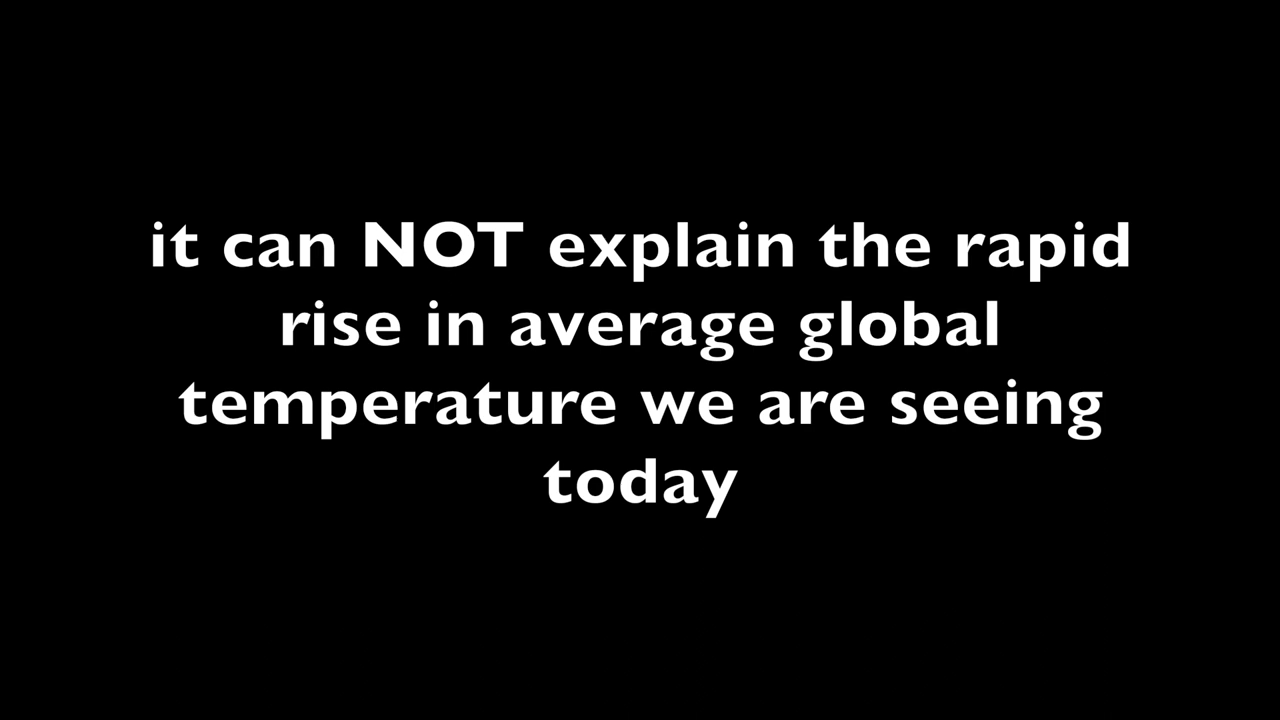 it can NOT explain the rapid
rise in average global
temperature we are seeing
today